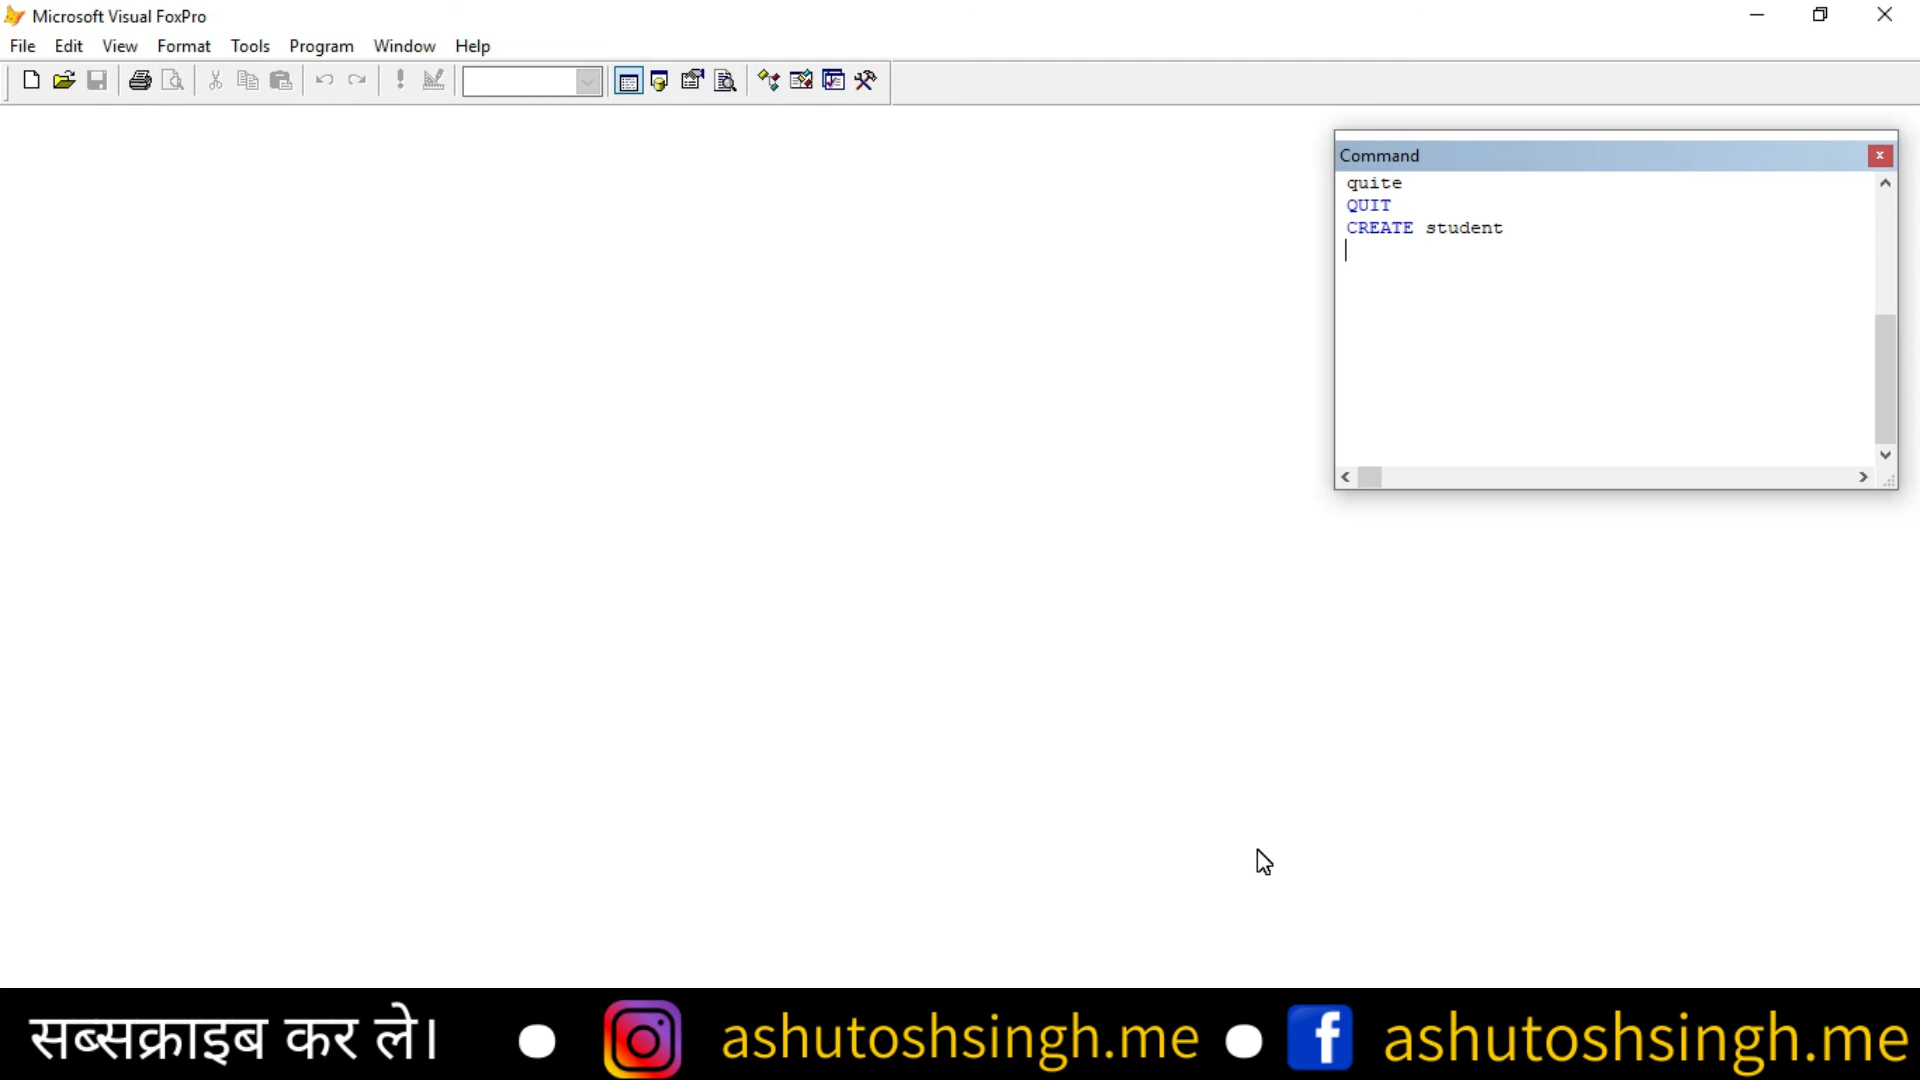 Microsoft Visual FoxPro
File Edit View Format Tools Program Window Help
Command
quite
QUIT
CREATE student
सब्सक्राइब कर ले। ashutoshsingh.me ashutoshsingh.me